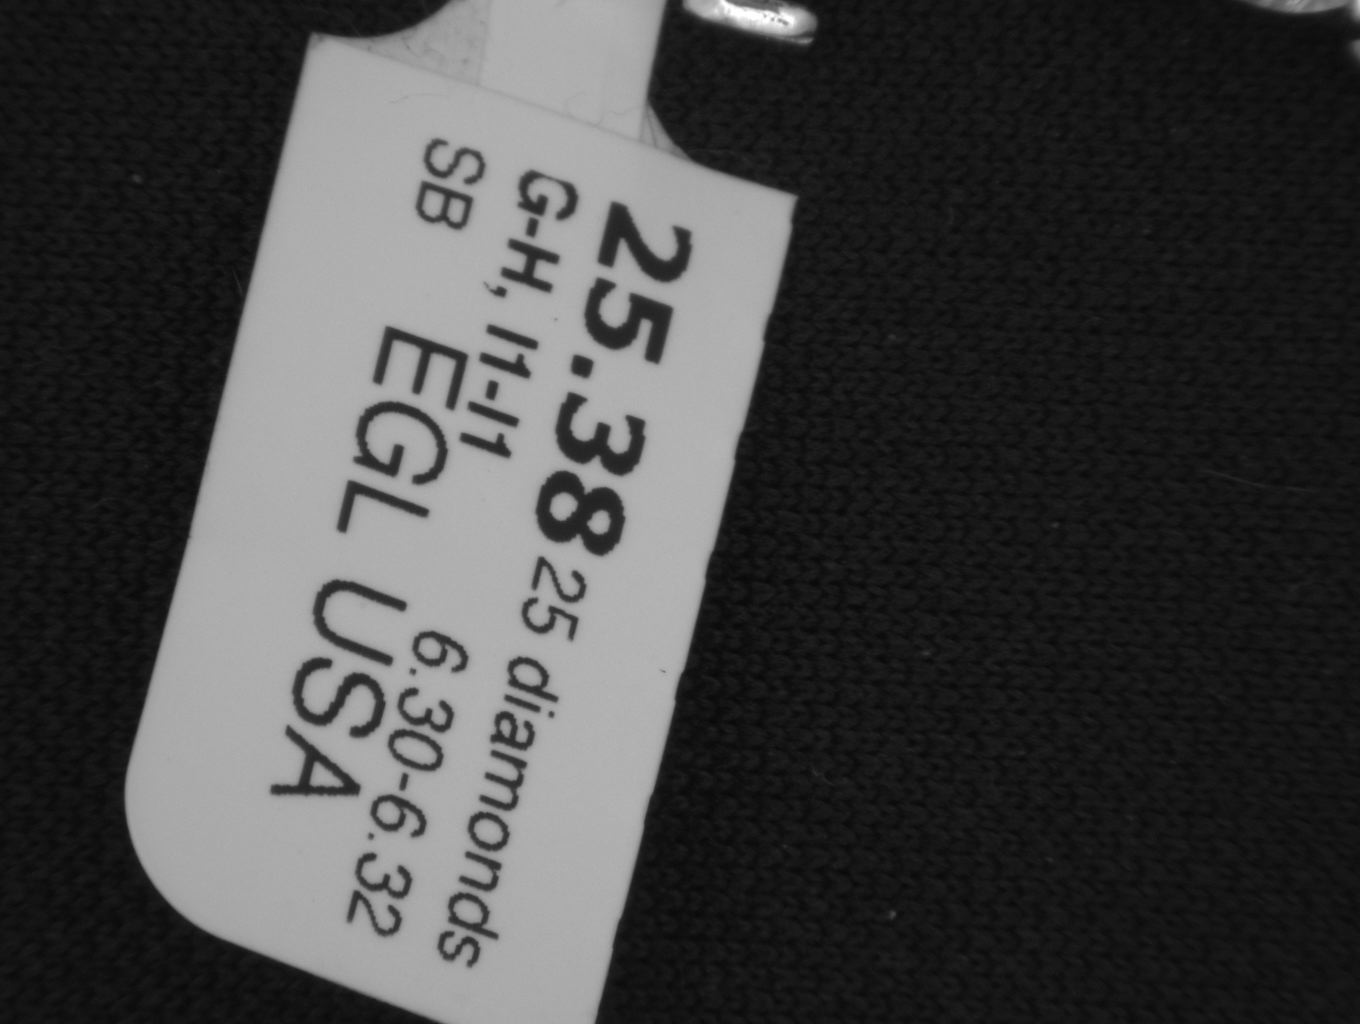 25.38 25 diamonds
G-H, I1-I1 6.30-6.32
SB EGL USA